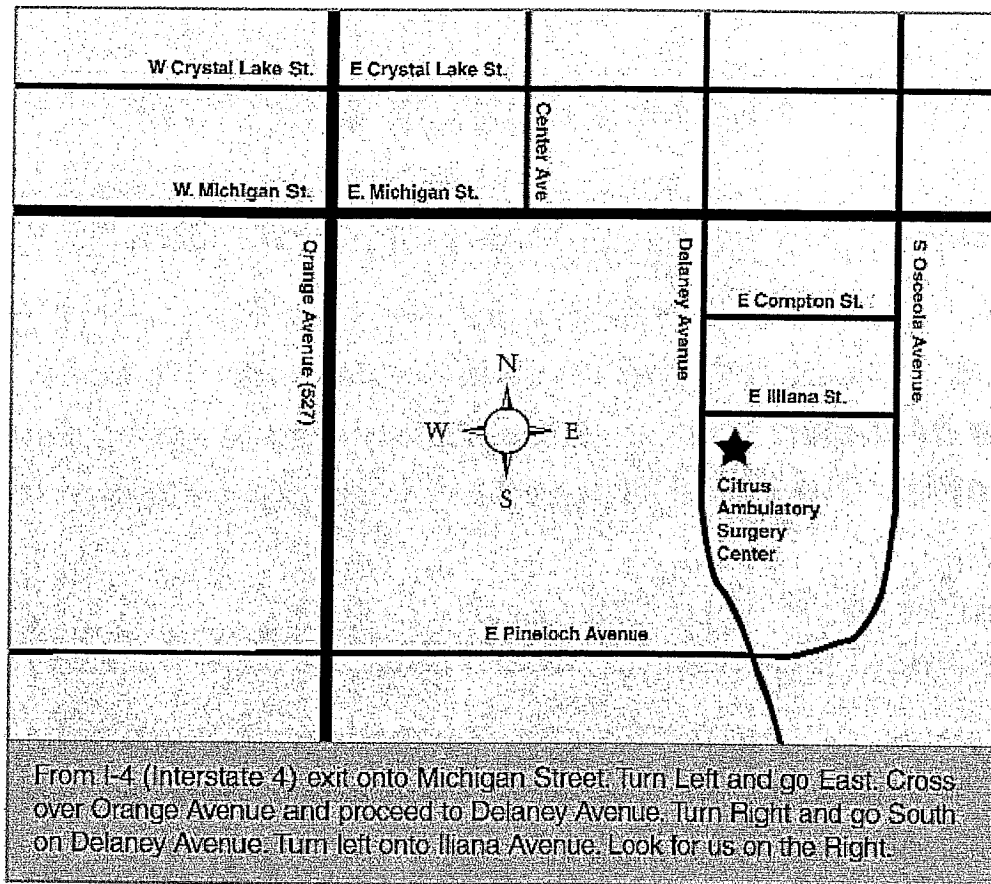 W Crystal Lake St.
E Crystal Lake St.
Center Ave
W. Michigan St.
E. Michigan St.
Orange Avenue (527)
Delaney Avenue
S Osceola Avenue
E Compton St.
E Illiana St.
N
W
E
S
Citrus
Ambulatory
Surgery
Center
E Pineloch Avenue
From I-4 (Interstate 4) exit onto Michigan Street. Turn Left and go East. Cross
over Orange Avenue and proceed to Delaney Avenue. Turn Right and go South
on Delaney Avenue. Turn left onto Iliana Avenue. Look for us on the Right.